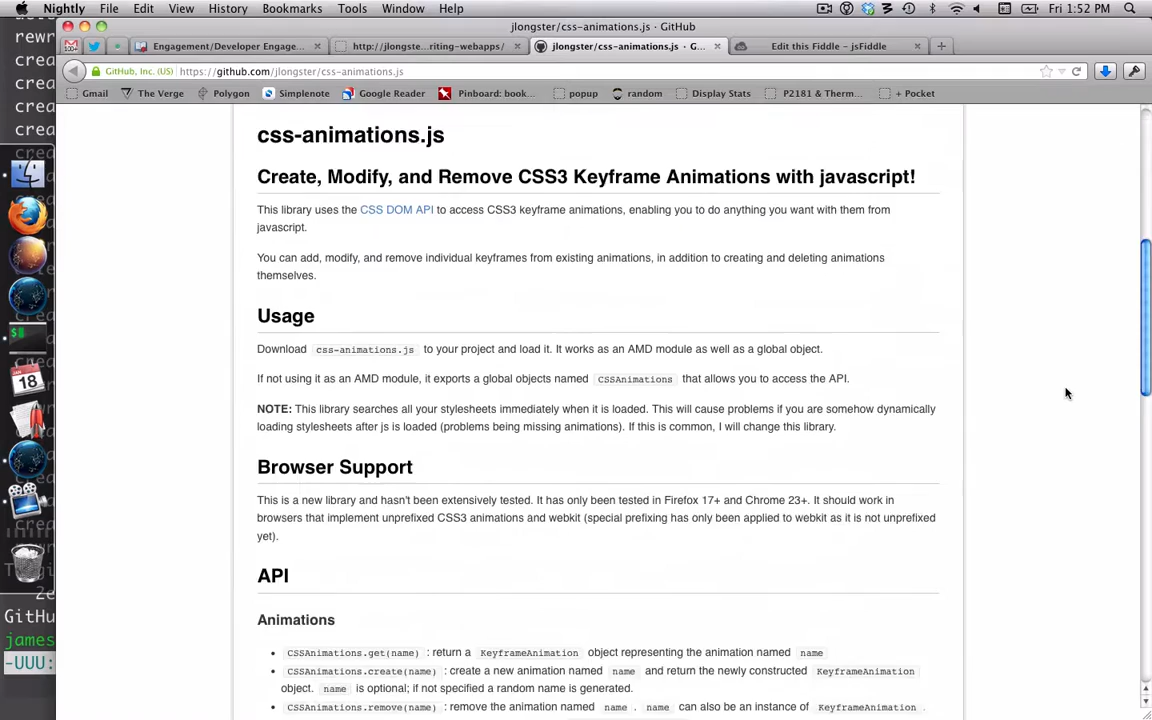 Nightly File Edit View History Bookmarks Tools Window Help Fri 1:52 PM
jlongster/css-animations.js · GitHub
Engagement/Developer Engage... http://jlongste...riting-webapps/ jlongster/css-animations.js · G... Edit this Fiddle - jsFiddle
GitHub, Inc. (US) https://github.com/jlongster/css-animations.js
Gmail The Verge Polygon Simplenote Google Reader Pinboard: book... popup random Display Stats P2181 & Therm... + Pocket
rewr
crea
crea
crea
crea
JAN
18
GitHu
james
-UUU:
css-animations.js
Create, Modify, and Remove CSS3 Keyframe Animations with javascript!
This library uses the CSS DOM API to access CSS3 keyframe animations, enabling you to do anything you want with them from
javascript.
You can add, modify, and remove individual keyframes from existing animations, in addition to creating and deleting animations
themselves.
Usage
Download css-animations.js to your project and load it. It works as an AMD module as well as a global object.
If not using it as an AMD module, it exports a global objects named CSSAnimations that allows you to access the API.
NOTE: This library searches all your stylesheets immediately when it is loaded. This will cause problems if you are somehow dynamically
loading stylesheets after js is loaded (problems being missing animations). If this is common, I will change this library.
Browser Support
This is a new library and hasn't been extensively tested. It has only been tested in Firefox 17+ and Chrome 23+. It should work in
browsers that implement unprefixed CSS3 animations and webkit (special prefixing has only been applied to webkit as it is not unprefixed
yet).
API
Animations
• CSSAnimations.get(name) : return a KeyframeAnimation object representing the animation named name
• CSSAnimations.create(name) : create a new animation named name and return the newly constructed KeyframeAnimation
object. name is optional; if not specified a random name is generated.
• CSSAnimations.remove(name) : remove the animation named name . name can also be an instance of KeyframeAnimation .